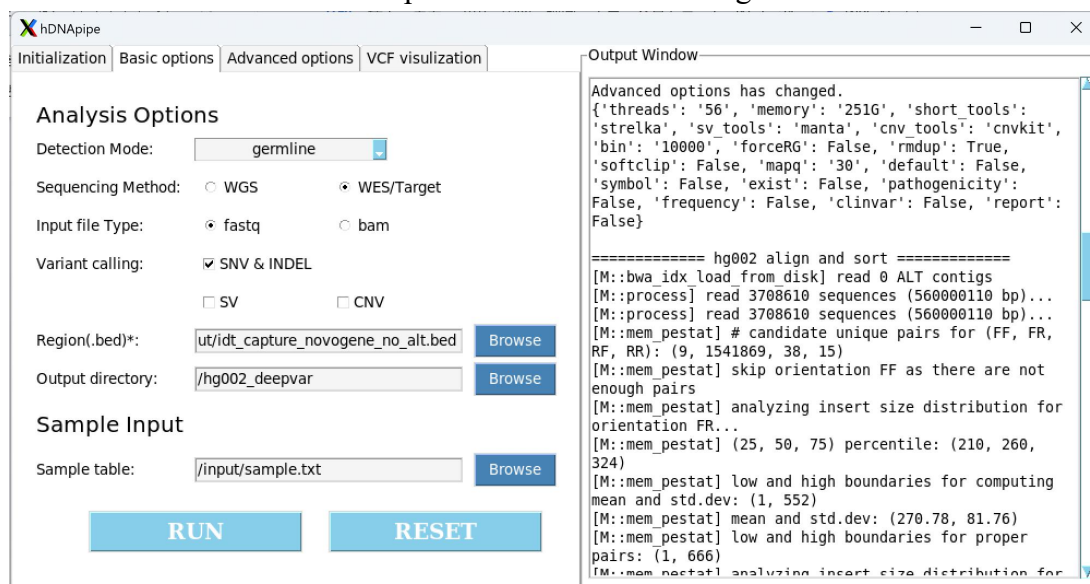 hDNApipe
Initialization Basic options Advanced options VCF visulization
Analysis Options
Detection Mode: germline
Sequencing Method: WGS WES/Target
Input file Type: fastq bam
Variant calling: SNV & INDEL
SV CNV
Region(.bed)*: ut/idt_capture_novogene_no_alt.bed Browse
Output directory: /hg002_deepvar Browse
Sample Input
Sample table: /input/sample.txt Browse
RUN RESET
Output Window
Advanced options has changed.
{'threads': '56', 'memory': '251G', 'short_tools':
'strelka', 'sv_tools': 'manta', 'cnv_tools': 'cnvkit',
'bin': '10000', 'forceRG': False, 'rmdup': True,
'softclip': False, 'mapq': '30', 'default': False,
'symbol': False, 'exist': False, 'pathogenicity':
False, 'frequency': False, 'clinvar': False, 'report':
False}
============= hg002 align and sort =============
[M::bwa_idx_load_from_disk] read 0 ALT contigs
[M::process] read 3708610 sequences (560000110 bp)...
[M::process] read 3708610 sequences (560000110 bp)...
[M::mem_pestat] # candidate unique pairs for (FF, FR,
RF, RR): (9, 1541869, 38, 15)
[M::mem_pestat] skip orientation FF as there are not
enough pairs
[M::mem_pestat] analyzing insert size distribution for
orientation FR...
[M::mem_pestat] (25, 50, 75) percentile: (210, 260,
324)
[M::mem_pestat] low and high boundaries for computing
mean and std.dev: (1, 552)
[M::mem_pestat] mean and std.dev: (270.78, 81.76)
[M::mem_pestat] low and high boundaries for proper
pairs: (1, 666)
[M::mem_pestat] analyzing insert size distribution for